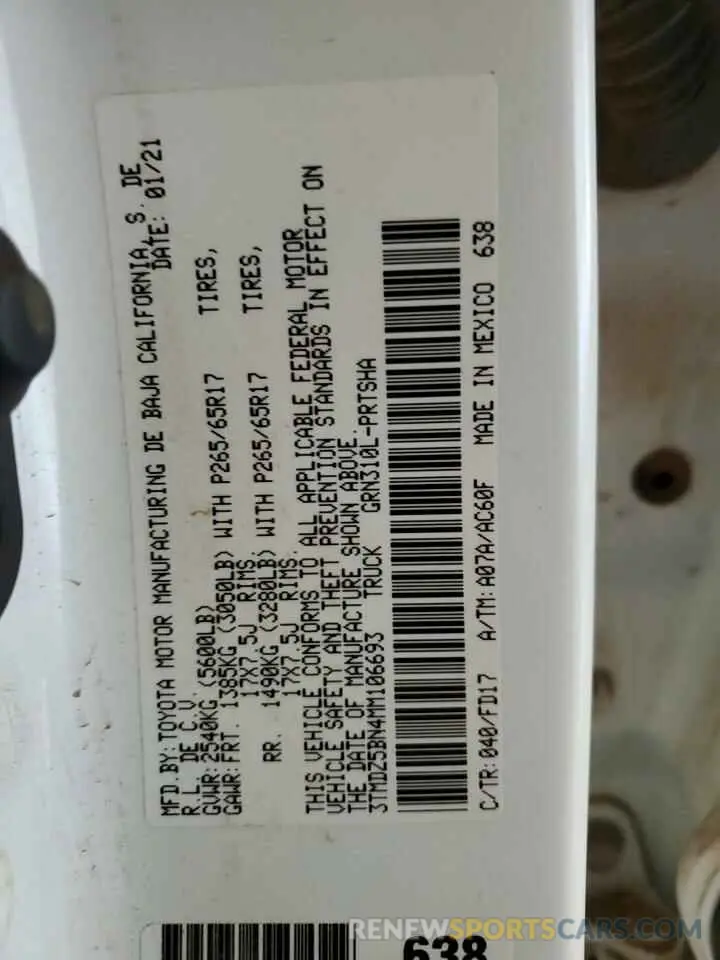 MFD.BY: TOYOTA MOTOR MANUFACTURING DE BAJA CALIFORNIA, S. DE
R.L. DE C.V. DATE: 01/21
GVWR: 2540KG (5600LB)
GAWR: FRT. 1385KG (3050LB) WITH P265/65R17 TIRES,
17X7.5J RIMS.
RR. 1490KG (3280LB) WITH P265/65R17 TIRES,
17X7.5J RIMS.
THIS VEHICLE CONFORMS TO ALL APPLICABLE FEDERAL MOTOR
VEHICLE SAFETY AND THEFT PREVENTION STANDARDS IN EFFECT ON
THE DATE OF MANUFACTURE SHOWN ABOVE.
3TMDZ5BN4MM106693 TRUCK GRN310L-PRTSHA
C/TR: 040/FD17 A/TM: A07A/AC60F MADE IN MEXICO 638
638
RENEWSPORTSCARS.COM